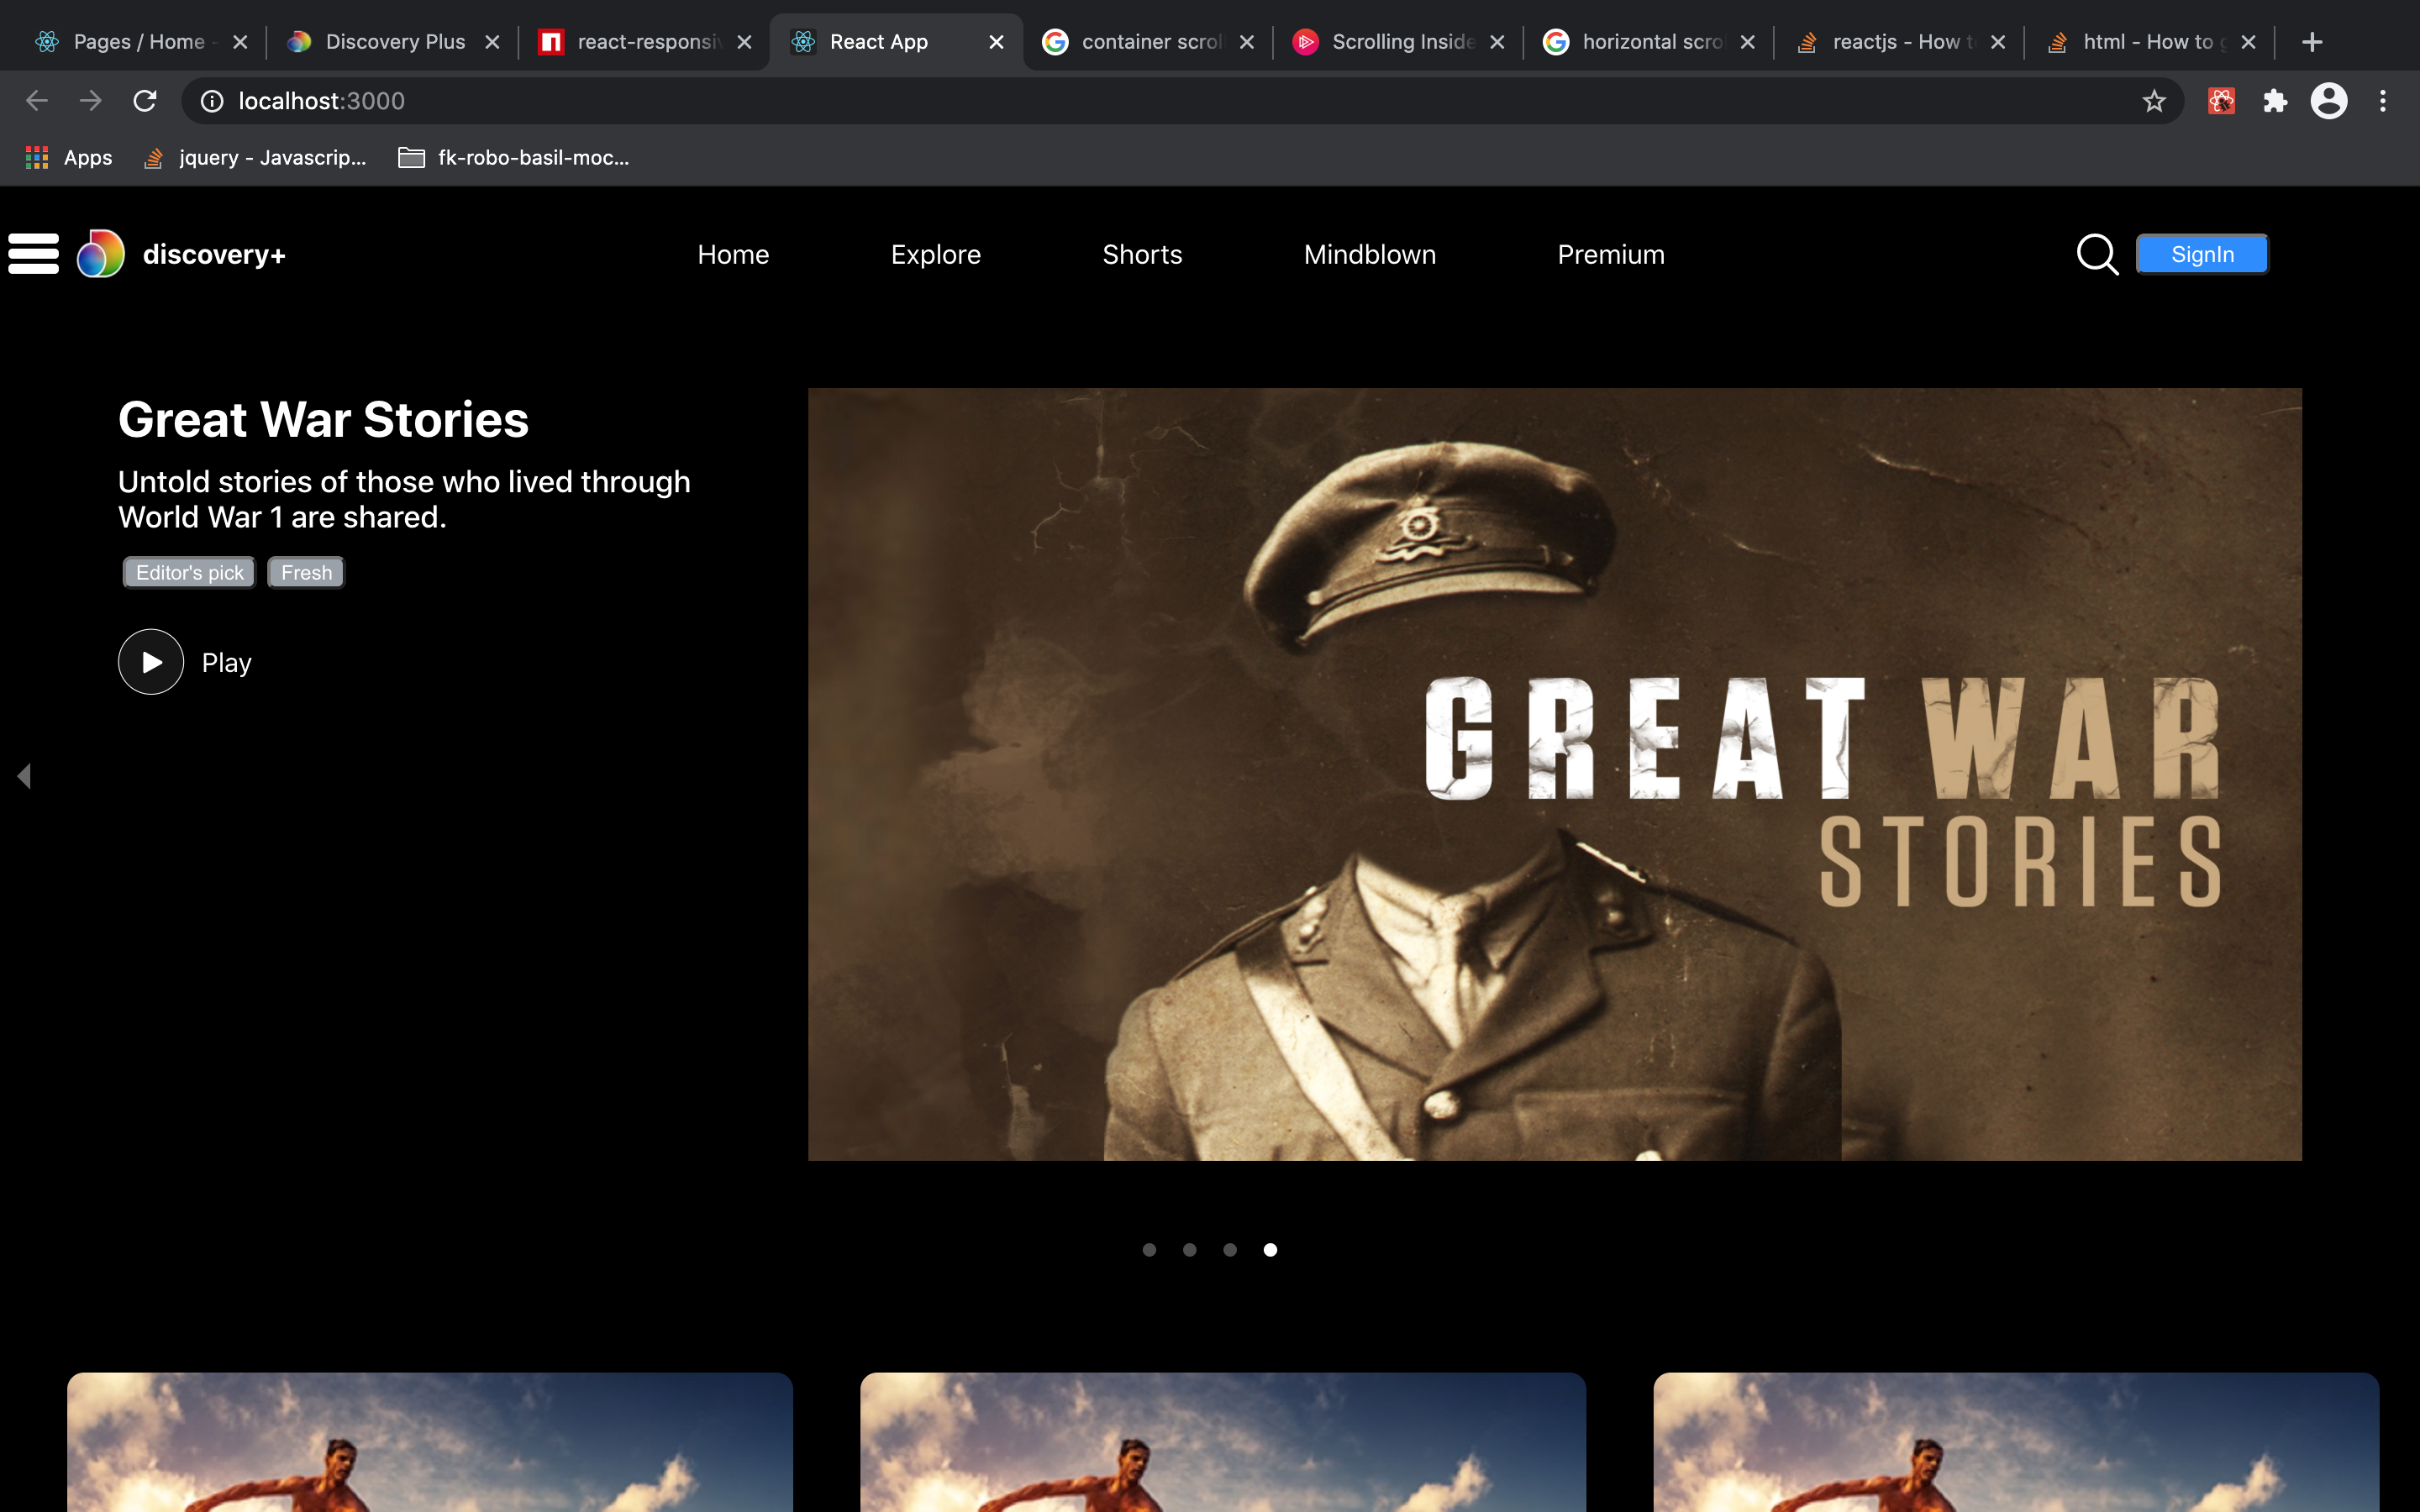 Pages / Home - Discovery Plus react-responsiv React App container scrol Scrolling Inside horizontal scro reactjs - How t html - How to g
localhost:3000
Apps jquery - Javascrip... fk-robo-basil-moc...
discovery+ Home Explore Shorts Mindblown Premium SignIn
Great War Stories
Untold stories of those who lived through
World War 1 are shared.
Editor's pick Fresh
Play
GREAT WAR
STORIES